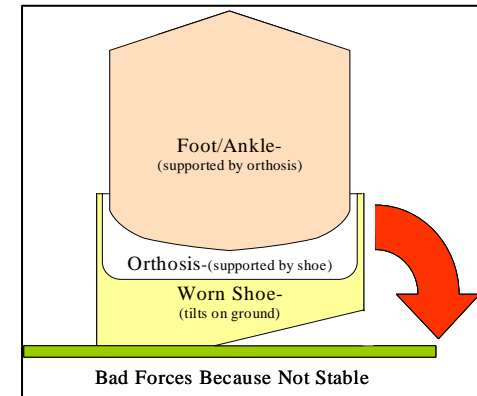 Foot/Ankle-
(supported by orthosis)
Orthosis-(supported by shoe)
Worn Shoe-
(tilts on ground)
Bad Forces Because Not Stable